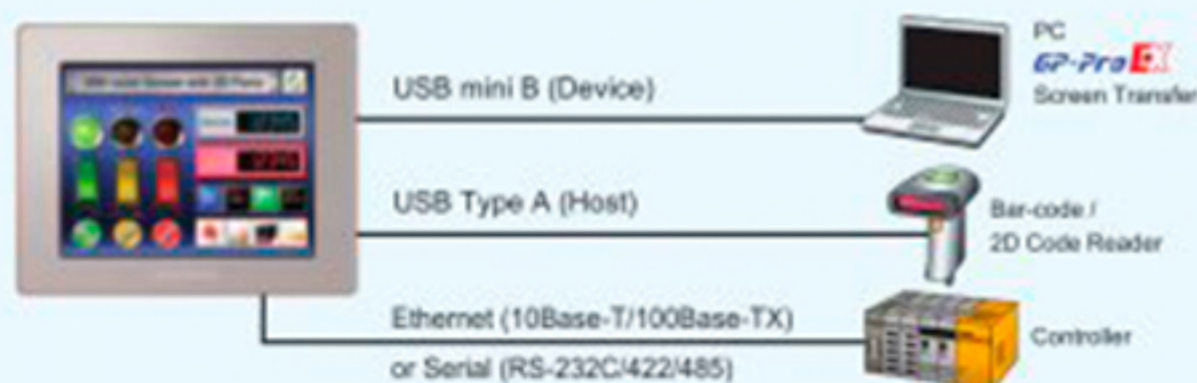 USB mini B (Device)
PC
GP-Pro EX
Screen Transfer
USB Type A (Host)
Bar-code /
2D Code Reader
Ethernet (10Base-T/100Base-TX)
or Serial (RS-232C/422/485)
Controller